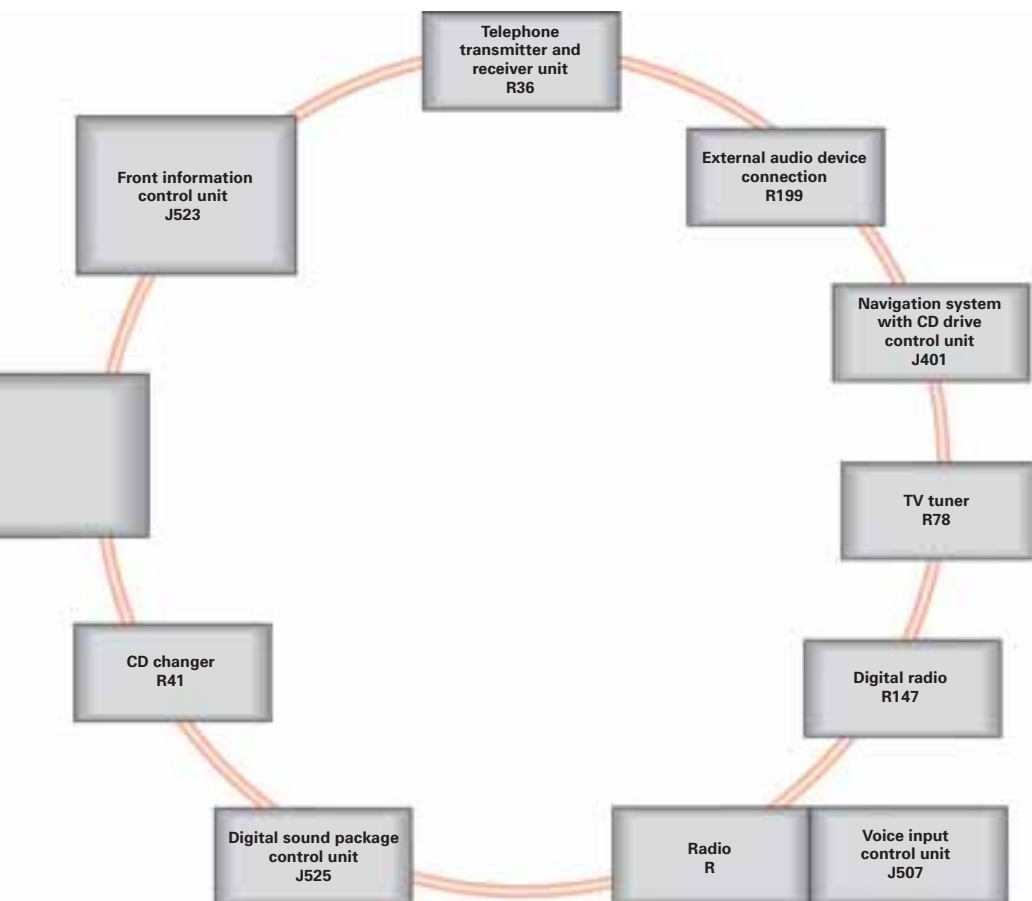 Telephone
transmitter and
receiver unit
R36
External audio device
connection
R199
Front information
control unit
J523
Navigation system
with CD drive
control unit
J401
TV tuner
R78
CD changer
R41
Digital radio
R147
Digital sound package
control unit
J525
Radio
R
Voice input
control unit
J507